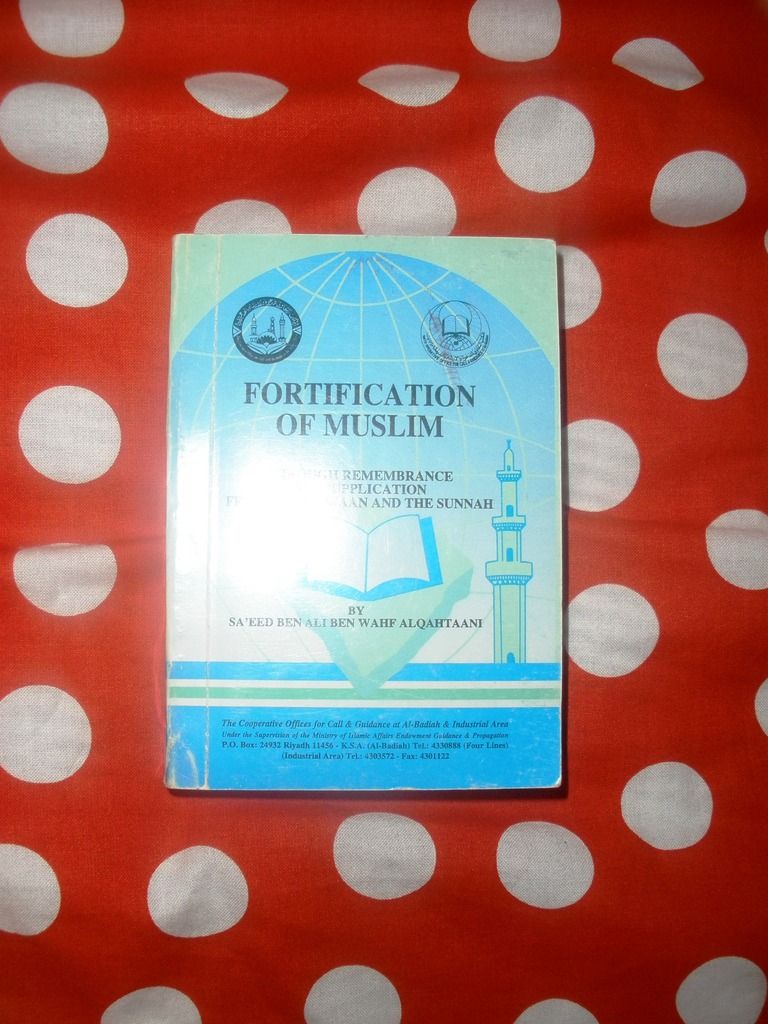 FORTIFICATION
OF MUSLIM
REMEMBRANCE
AND THE SUNNAH
BY
SA'EED BEN ALI BEN WAHF ALQAHTAANI
The Cooperative Offices for Call & Guidance at Al-Badiah & Industrial Area
Under the Supervision of the Ministry of Islamic Affairs Endowment Guidance & Propagation
P.O. Box: 24932 Riyadh 11456 - K.S.A. (Al-Badiah) Tel.: 4330888 (Four Lines)
(Industrial Area) Tel.: 4303572 - Fax: 4301122